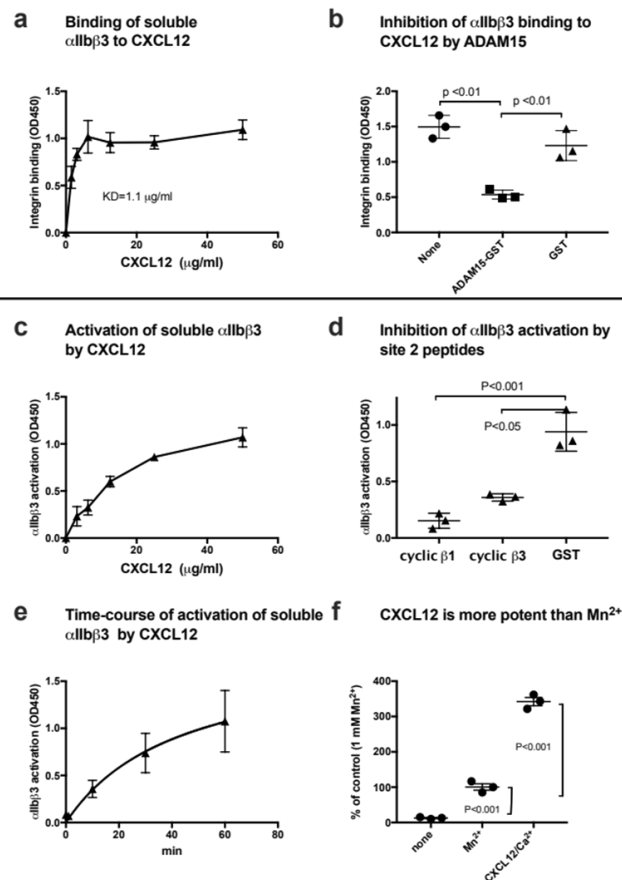 a
Binding of soluble
αIIbβ3 to CXCL12
Integrin binding (OD450)
1.5
1.0
0.5
0.0
KD=1.1 μg/ml
0
20
40
60
CXCL12 (μg/ml)
b
Inhibition of αIIbβ3 binding to
CXCL12 by ADAM15
Integrin binding (OD450)
2.0
1.5
1.0
0.5
0.0
p <0.01
p <0.01
None
ADAM15-GST
GST
c
Activation of soluble αIIbβ3
by CXCL12
αIIbβ3 activation (OD450)
1.5
1.0
0.5
0.0
0
20
40
60
CXCL12 (μg/ml)
d
Inhibition of αIIbβ3 activation by
site 2 peptides
αIIbβ3 activation (OD450)
1.0
0.5
0.0
P<0.001
P<0.05
cyclic β1
cyclic β3
GST
e
Time-course of activation of soluble
αIIbβ3 by CXCL12
αIIbβ3 activation (OD450)
1.5
1.0
0.5
0.0
0
20
40
60
80
min
f
CXCL12 is more potent than Mn²⁺
% of control (1 mM Mn²⁺)
400
300
200
100
0
P<0.001
P<0.001
none
Mn²⁺
CXCL12/Ca²⁺